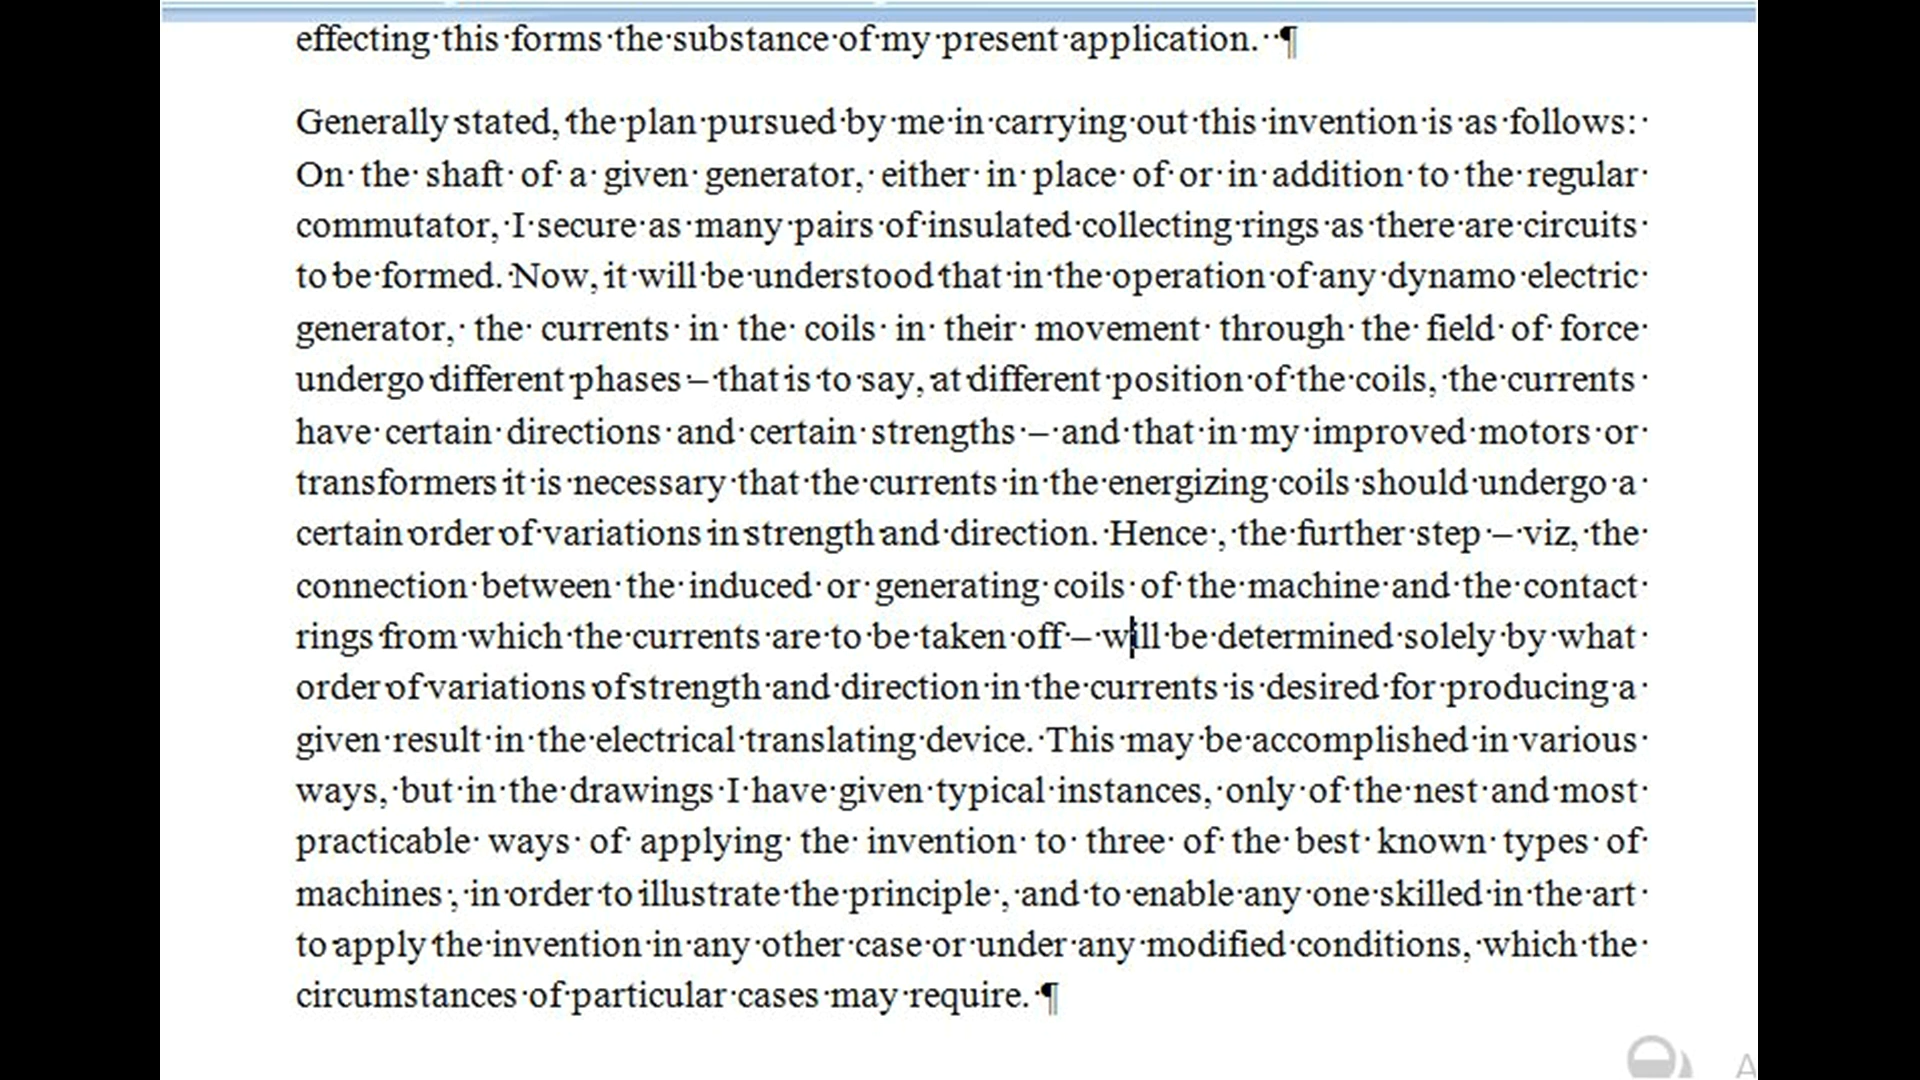 effecting this forms the substance of my present application. ¶
Generally stated, the plan pursued by me in carrying out this invention is as follows:
On the shaft of a given generator, either in place of or in addition to the regular
commutator, I secure as many pairs of insulated collecting rings as there are circuits
to be formed. Now, it will be understood that in the operation of any dynamo electric
generator, the currents in the coils in their movement through the field of force
undergo different phases – that is to say, at different position of the coils, the currents
have certain directions and certain strengths – and that in my improved motors or
transformers it is necessary that the currents in the energizing coils should undergo a
certain order of variations in strength and direction. Hence , the further step – viz, the
connection between the induced or generating coils of the machine and the contact
rings from which the currents are to be taken off – will be determined solely by what
order of variations of strength and direction in the currents is desired for producing a
given result in the electrical translating device. This may be accomplished in various
ways, but in the drawings I have given typical instances, only of the nest and most
practicable ways of applying the invention to three of the best known types of
machines , in order to illustrate the principle , and to enable any one skilled in the art
to apply the invention in any other case or under any modified conditions, which the
circumstances of particular cases may require. ¶
A